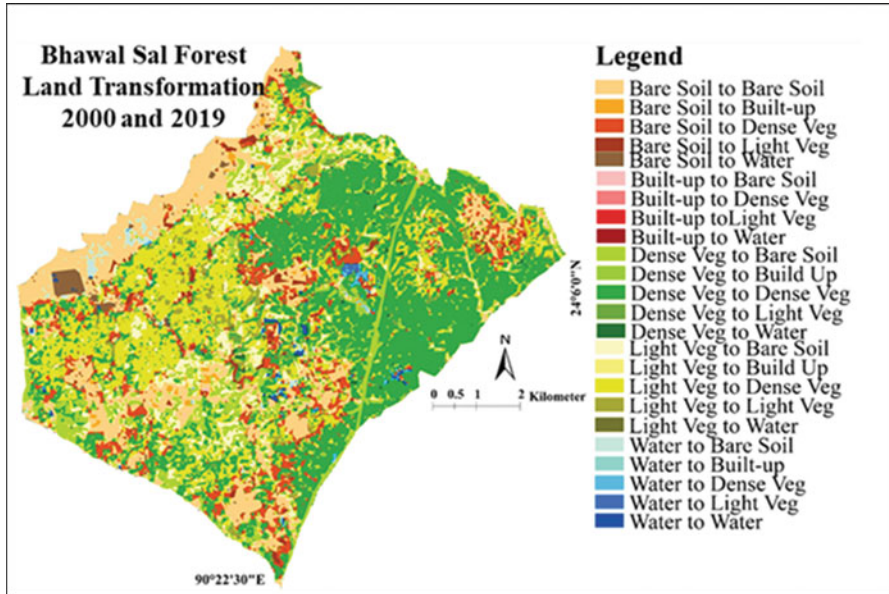 Bhawal Sal Forest
Land Transformation
2000 and 2019
Legend
Bare Soil to Bare Soil
Bare Soil to Built-up
Bare Soil to Dense Veg
Bare Soil to Light Veg
Bare Soil to Water
Built-up to Bare Soil
Built-up to Dense Veg
Built-up toLight Veg
Built-up to Water
Dense Veg to Bare Soil
Dense Veg to Build Up
Dense Veg to Dense Veg
Dense Veg to Light Veg
Dense Veg to Water
Light Veg to Bare Soil
Light Veg to Build Up
Light Veg to Dense Veg
Light Veg to Light Veg
Light Veg to Water
Water to Bare Soil
Water to Built-up
Water to Dense Veg
Water to Light Veg
Water to Water
24°6'0"N
N
0 0.5 1 2 Kilometer
90°22'30"E